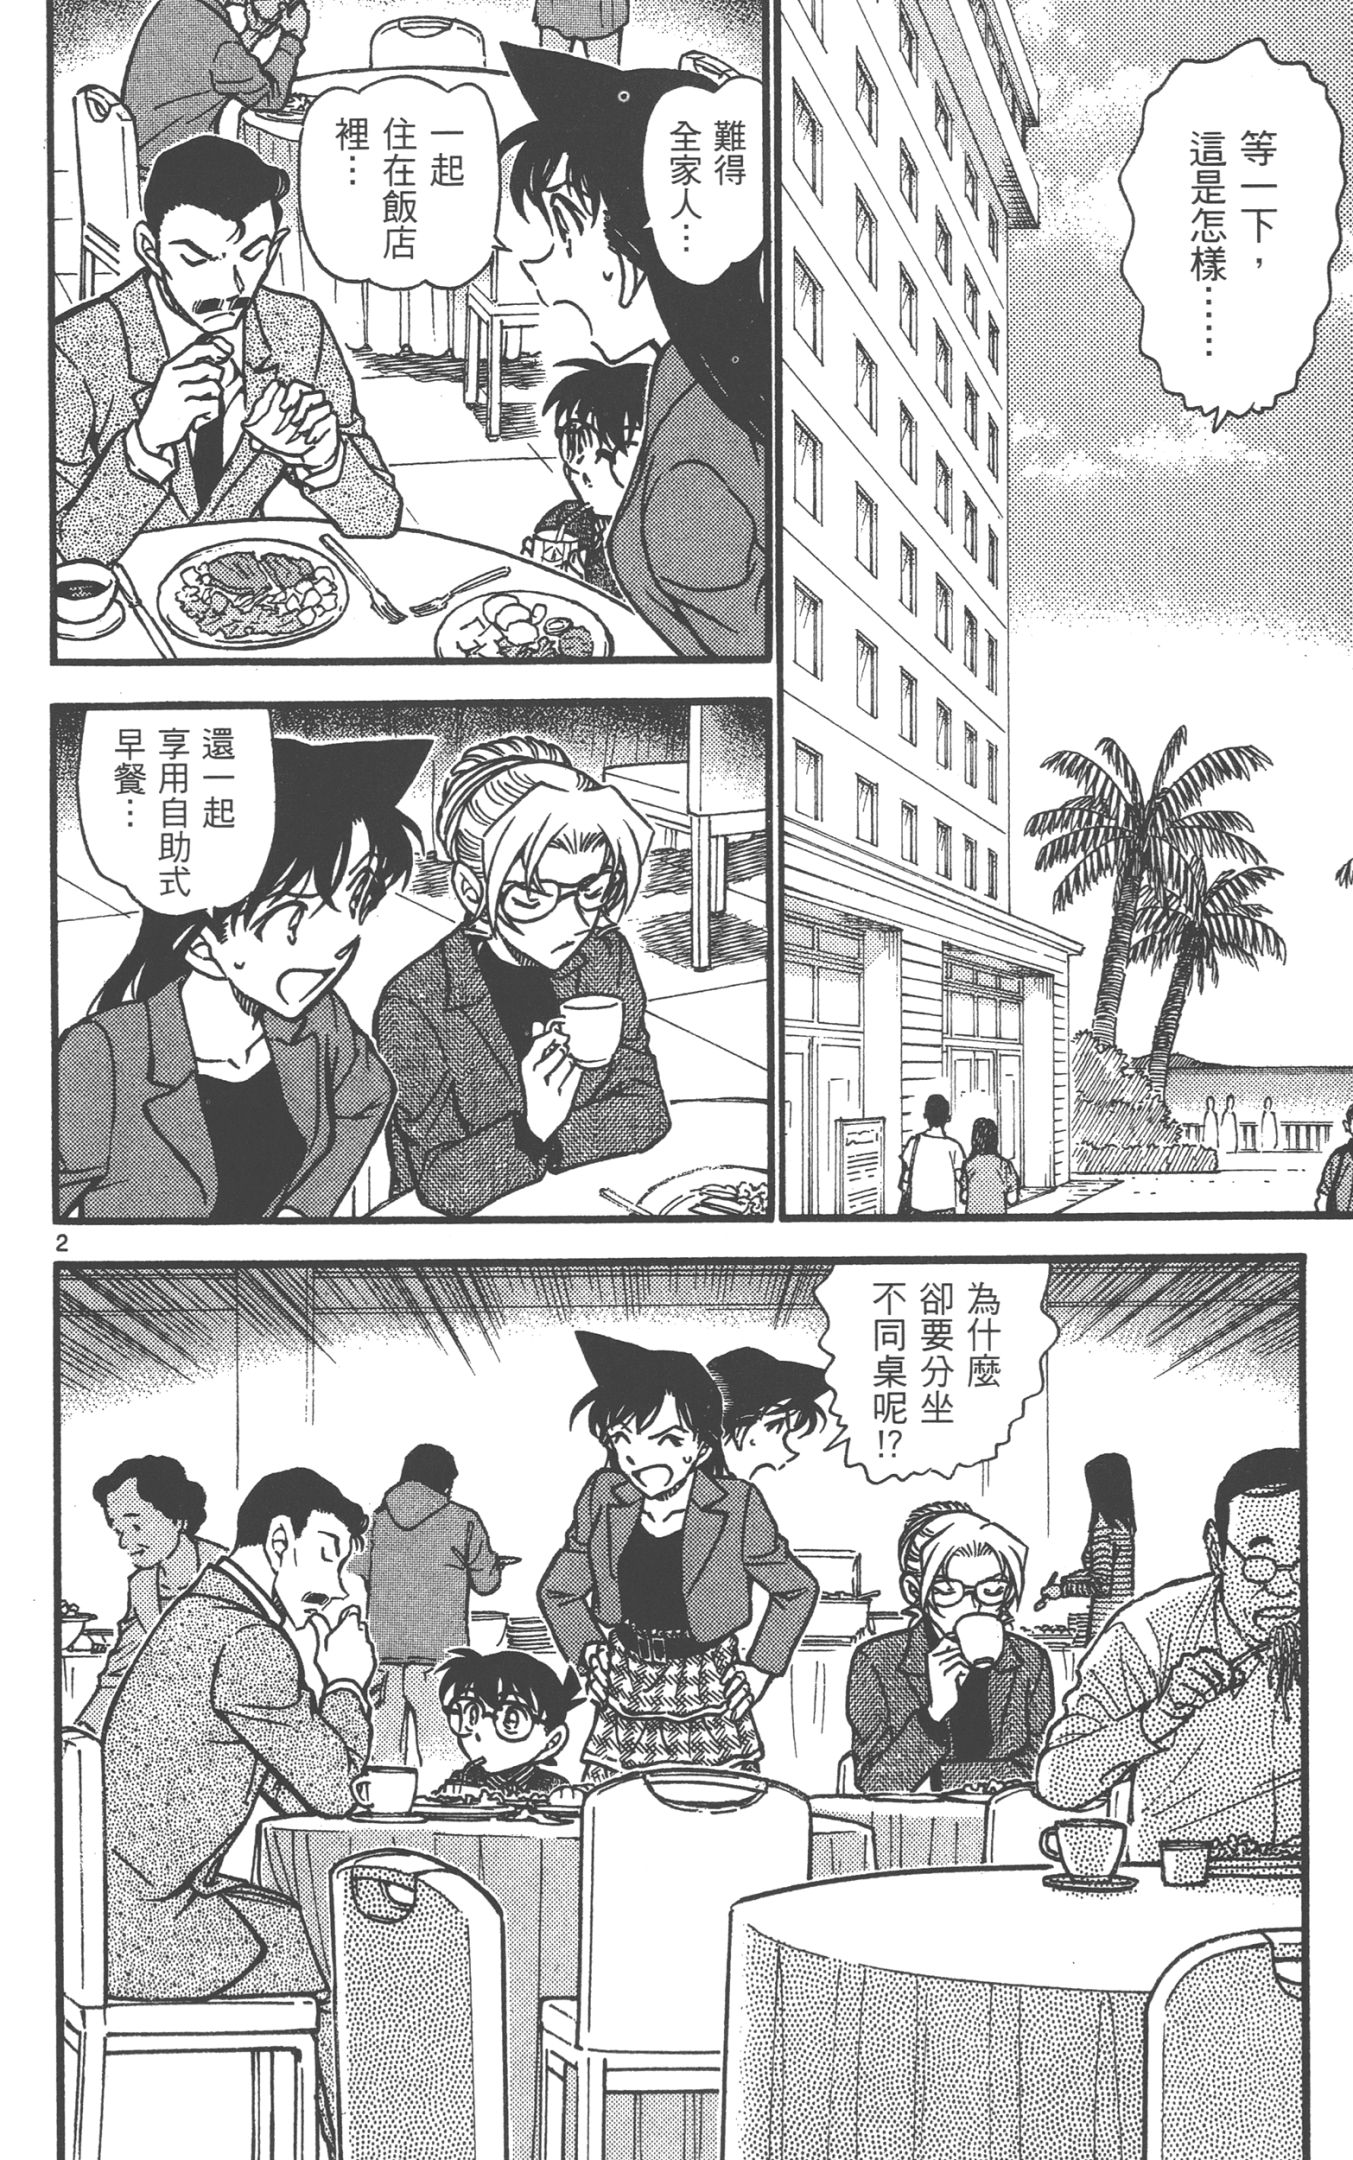 等一下，
這是怎樣……
難得
全家人…
一起
住在飯店
裡…
還一起
享用自助式
早餐…
2
為什麼
卻要分坐
不同桌呢!?